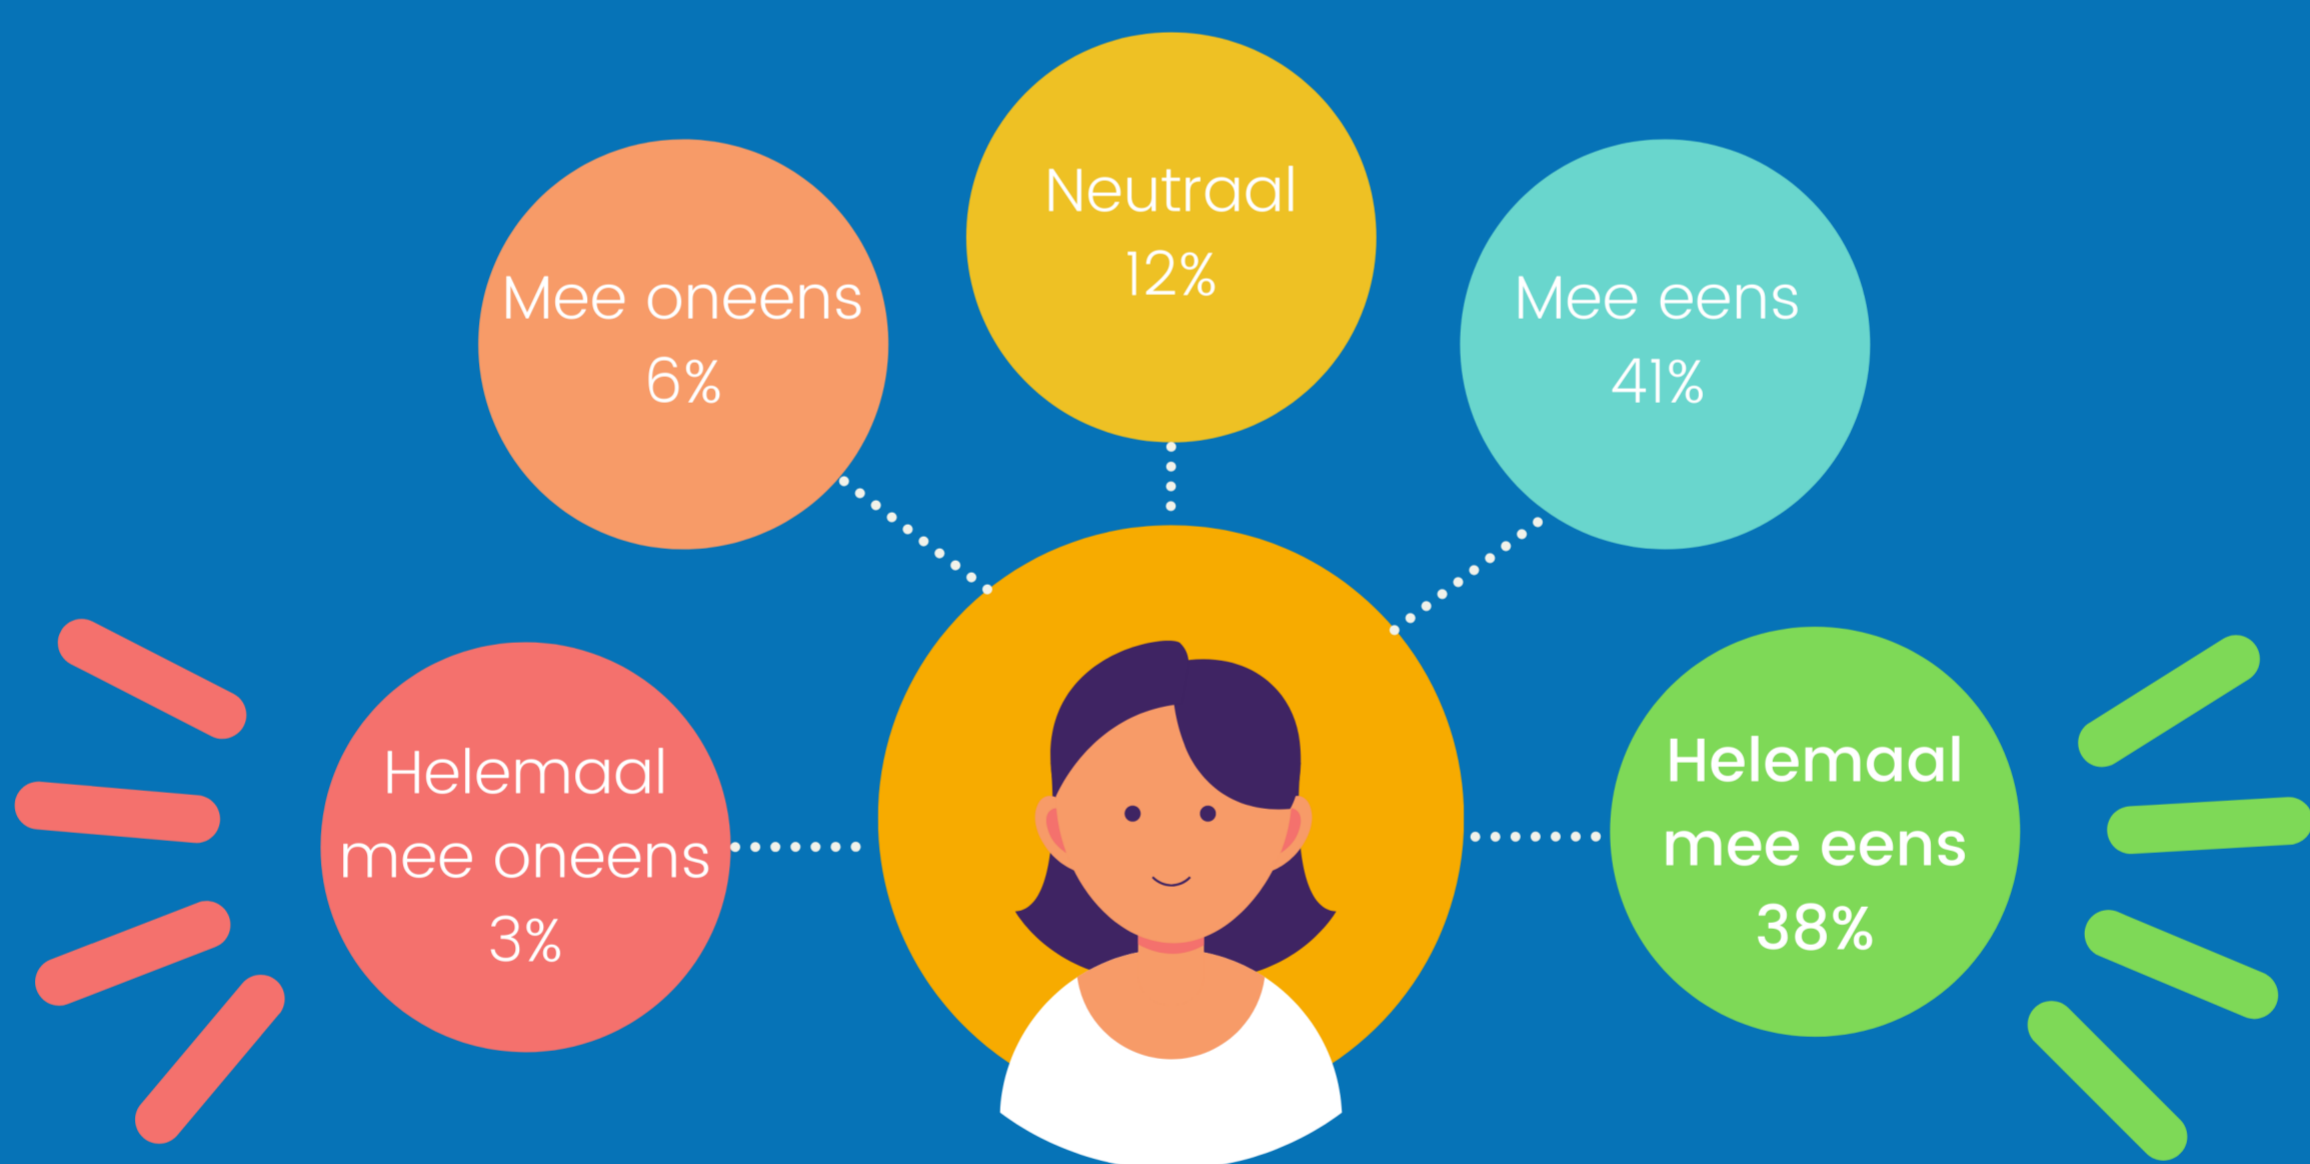 Neutraal
12%
Mee oneens
6%
Mee eens
41%
Helemaal
mee oneens
3%
Helemaal
mee eens
38%